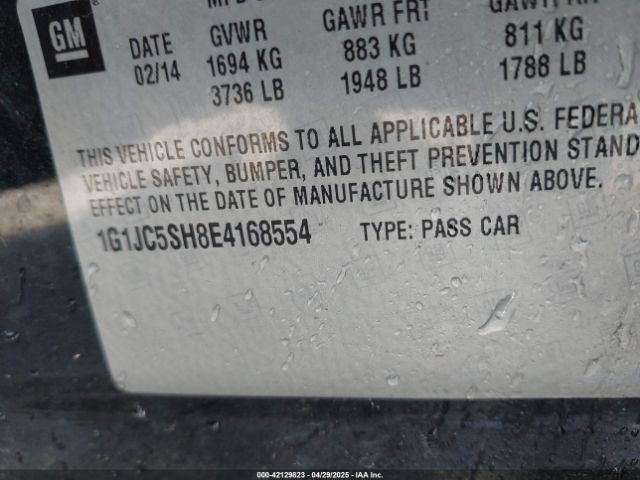 GM
DATE
02/14
GVWR
1694 KG
3736 LB
GAWR FRT
883 KG
1948 LB
811 KG
1788 LB
THIS VEHICLE CONFORMS TO ALL APPLICABLE U.S. FEDERA
VEHICLE SAFETY, BUMPER, AND THEFT PREVENTION STAND
EFFECT ON THE DATE OF MANUFACTURE SHOWN ABOVE.
1G1JC5SH8E4168554 TYPE: PASS CAR
000-42129823 | 04/29/2025 - IAA Inc.